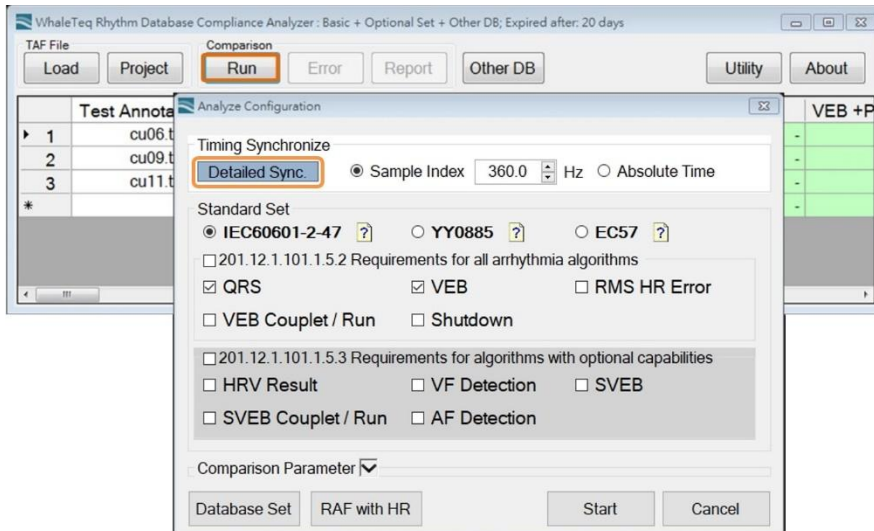 WhaleTeq Rhythm Database Compliance Analyzer : Basic + Optional Set + Other DB; Expired after: 20 days
TAF File
Comparison
Load Project Run Error Report Other DB Utility About
Test Annota VEB +P
1 cu06.t -
2 cu09.t -
3 cu11.t -
* -
Analyze Configuration
Timing Synchronize
Detailed Sync. Sample Index 360.0 Hz Absolute Time
Standard Set
IEC60601-2-47 ? YY0885 ? EC57 ?
201.12.1.101.1.5.2 Requirements for all arrhythmia algorithms
QRS VEB RMS HR Error
VEB Couplet / Run Shutdown
201.12.1.101.1.5.3 Requirements for algorithms with optional capabilities
HRV Result VF Detection SVEB
SVEB Couplet / Run AF Detection
Comparison Parameter
Database Set RAF with HR Start Cancel